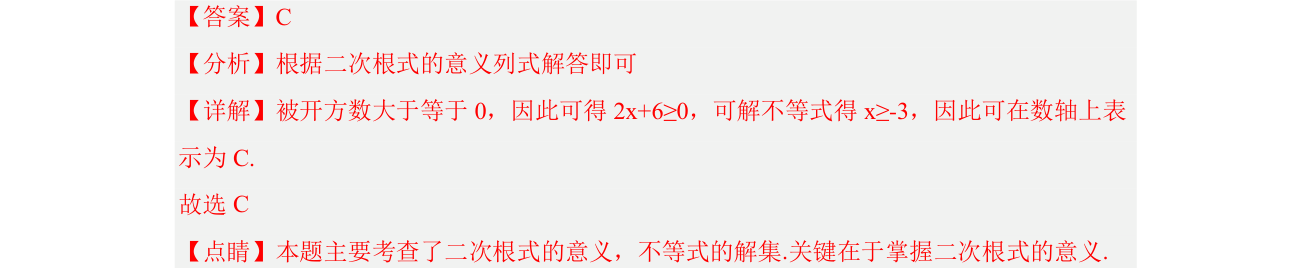 【答案】C
【分析】根据二次根式的意义列式解答即可
【详解】被开方数大于等于 0，因此可得 2x+6≥0，可解不等式得 x≥-3，因此可在数轴上表
示为 C.
故选 C
【点睛】本题主要考查了二次根式的意义，不等式的解集.关键在于掌握二次根式的意义.